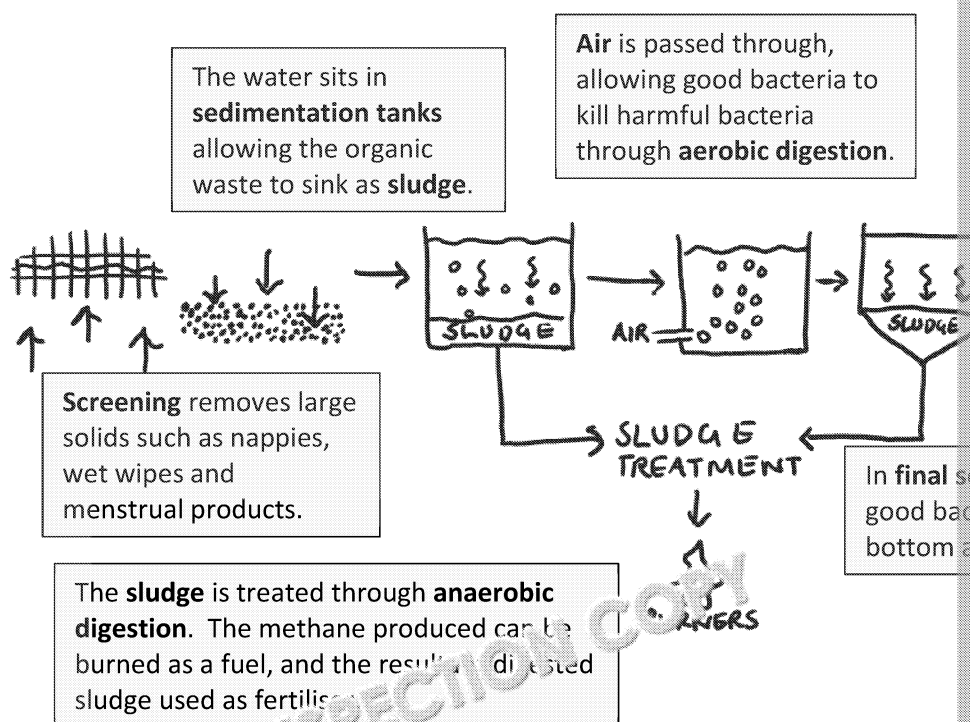 The water sits in
sedimentation tanks
allowing the organic
waste to sink as sludge.
Air is passed through,
allowing good bacteria to
kill harmful bacteria
through aerobic digestion.
SLUDGE
AIR
SLUDGE
Screening removes large
solids such as nappies,
wet wipes and
menstrual products.
SLUDGE
TREATMENT
In final
good
bottom
The sludge is treated through anaerobic
digestion. The methane produced can be
burned as a fuel, and the
sludge used as
COPY